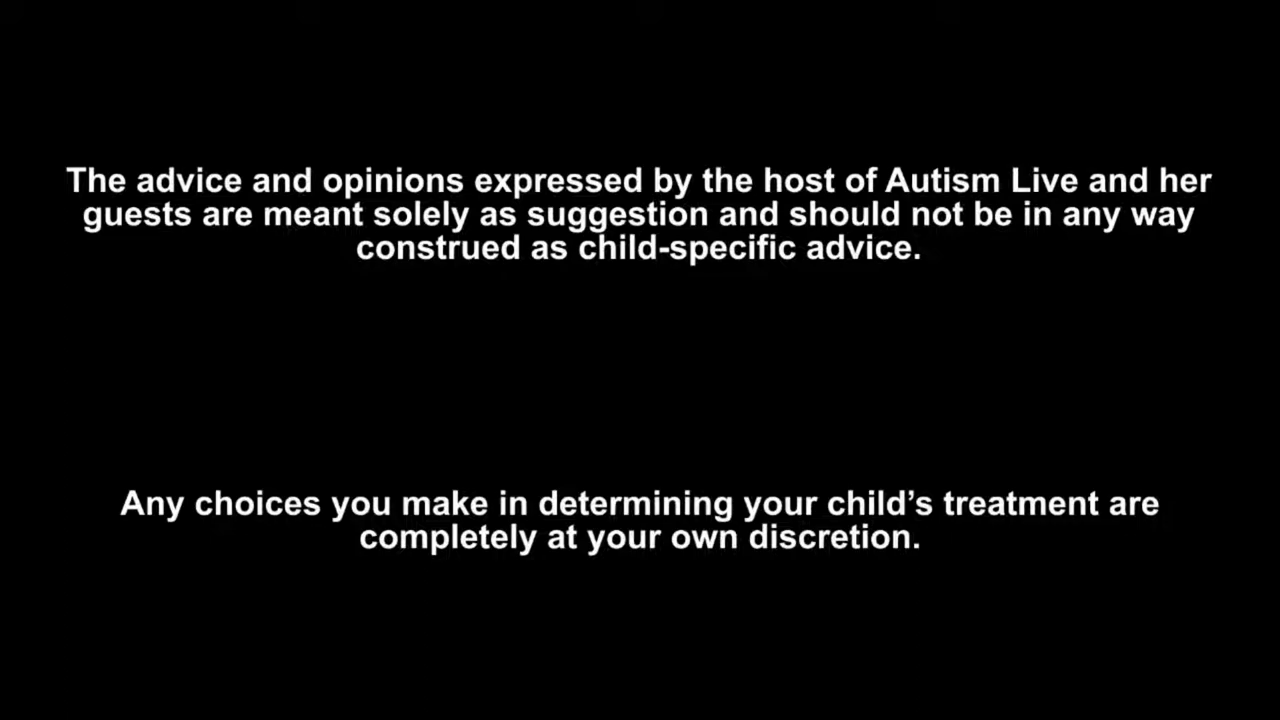 The advice and opinions expressed by the host of Autism Live and her
guests are meant solely as suggestion and should not be in any way
construed as child-specific advice.
Any choices you make in determining your child’s treatment are
completely at your own discretion.